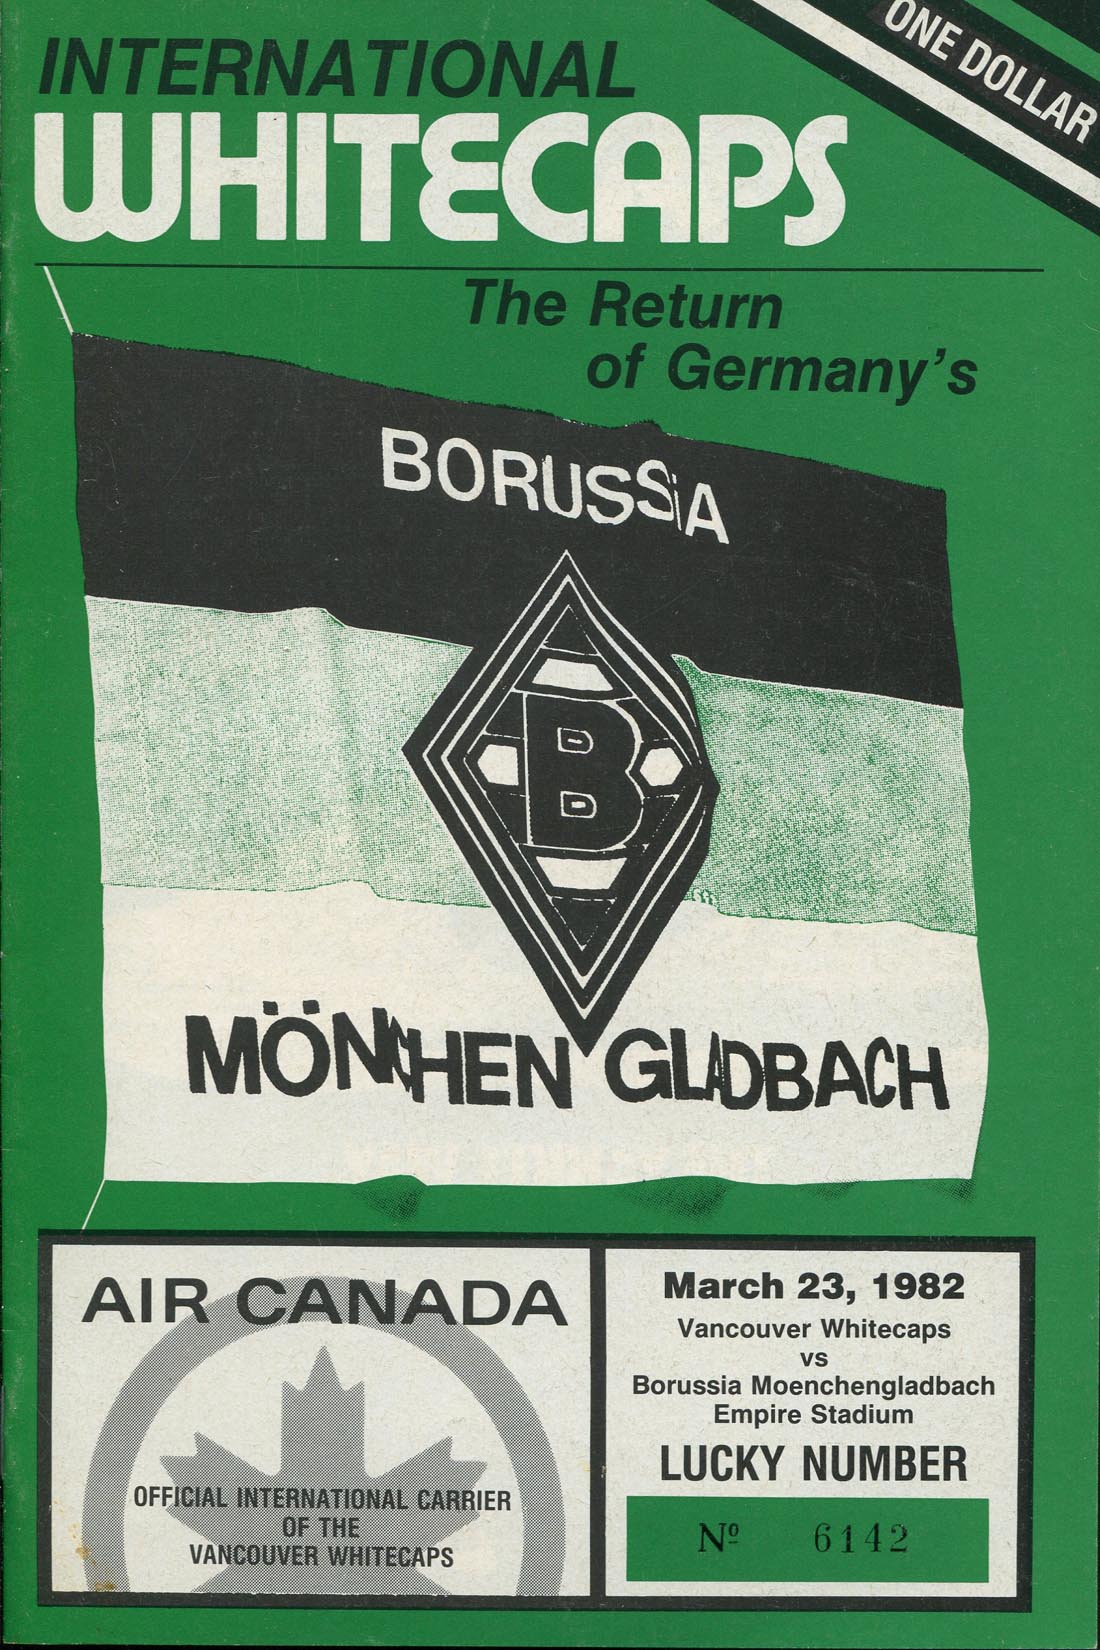 ONE DOLLAR
INTERNATIONAL
WHITECAPS
The Return
of Germany's
BORUSSiA
B
MÖNCHEN GLADBACH
AIR CANADA
OFFICIAL INTERNATIONAL CARRIER
OF THE
VANCOUVER WHITECAPS
March 23, 1982
Vancouver Whitecaps
vs
Borussia Moenchengladbach
Empire Stadium
LUCKY NUMBER
Nº 6142